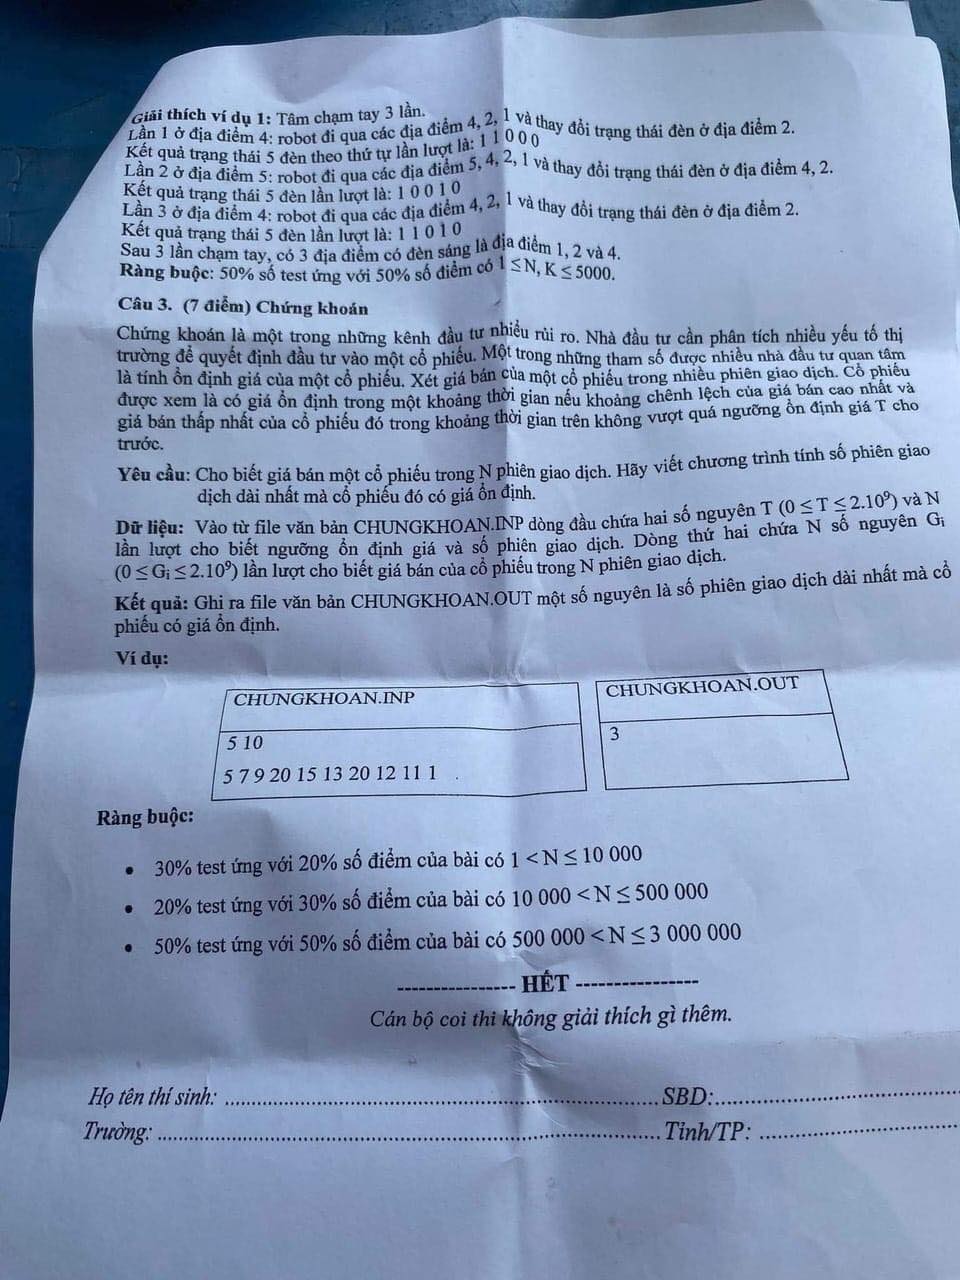 Giải thích ví dụ 1: Tâm chạm tay 3 lần.
Lần 1 ở địa điểm 4: robot đi qua các địa điểm 4, 2, 1 và thay đổi trạng thái đèn ở địa điểm 2.
Kết quả trạng thái 5 đèn theo thứ tự lần lượt là: 1 1 0 0 0
Lần 2 ở địa điểm 5: robot đi qua các địa điểm 5, 4, 2, 1 và thay đổi trạng thái đèn ở địa điểm 4, 2.
Kết quả trạng thái 5 đèn lần lượt là: 1 0 0 1 0
Lần 3 ở địa điểm 4: robot đi qua các địa điểm 4, 2, 1 và thay đổi trạng thái đèn ở địa điểm 2.
Kết quả trạng thái 5 đèn lần lượt là: 1 1 0 1 0
Sau 3 lần chạm tay, có 3 địa điểm có đèn sáng là địa điểm 1, 2 và 4.
Ràng buộc: 50% số test ứng với 50% số điểm có 1 ≤ N, K ≤ 5000.
Câu 3. (7 điểm) Chứng khoán
Chứng khoán là một trong những kênh đầu tư nhiều rủi ro. Nhà đầu tư cần phân tích nhiều yếu tố thị
trường để quyết định đầu tư vào một cổ phiếu. Một trong những tham số được nhiều nhà đầu tư quan tâm
là tính ổn định giá của một cổ phiếu. Xét giá bán của một cổ phiếu trong nhiều phiên giao dịch. Cổ phiếu
được xem là có giá ổn định trong một khoảng thời gian nếu khoảng chênh lệch của giá bán cao nhất và
giá bán thấp nhất của cổ phiếu đó trong khoảng thời gian trên không vượt quá ngưỡng ổn định giá T cho
trước.
Yêu cầu: Cho biết giá bán một cổ phiếu trong N phiên giao dịch. Hãy viết chương trình tính số phiên giao
dịch dài nhất mà cổ phiếu đó có giá ổn định.
Dữ liệu: Vào từ file văn bản CHUNGKHOAN.INP dòng đầu chứa hai số nguyên T (0 ≤ T ≤ 2.10⁹) và N
lần lượt cho biết ngưỡng ổn định giá và số phiên giao dịch. Dòng thứ hai chứa N số nguyên Gᵢ
(0 ≤ Gᵢ ≤ 2.10⁹) lần lượt cho biết giá bán của cổ phiếu trong N phiên giao dịch.
Kết quả: Ghi ra file văn bản CHUNGKHOAN.OUT một số nguyên là số phiên giao dịch dài nhất mà cổ
phiếu có giá ổn định.
Ví dụ:
CHUNGKHOAN.INP
CHUNGKHOAN.OUT
5 10
3
5 7 9 20 15 13 20 12 11 1
Ràng buộc:
• 30% test ứng với 20% số điểm của bài có 1 < N ≤ 10 000
• 20% test ứng với 30% số điểm của bài có 10 000 < N ≤ 500 000
• 50% test ứng với 50% số điểm của bài có 500 000 < N ≤ 3 000 000
---------------- HẾT ----------------
Cán bộ coi thi không giải thích gì thêm.
Họ tên thí sinh: ........................................ SBD:........................
Trường: ........................................ Tỉnh/TP: ........................